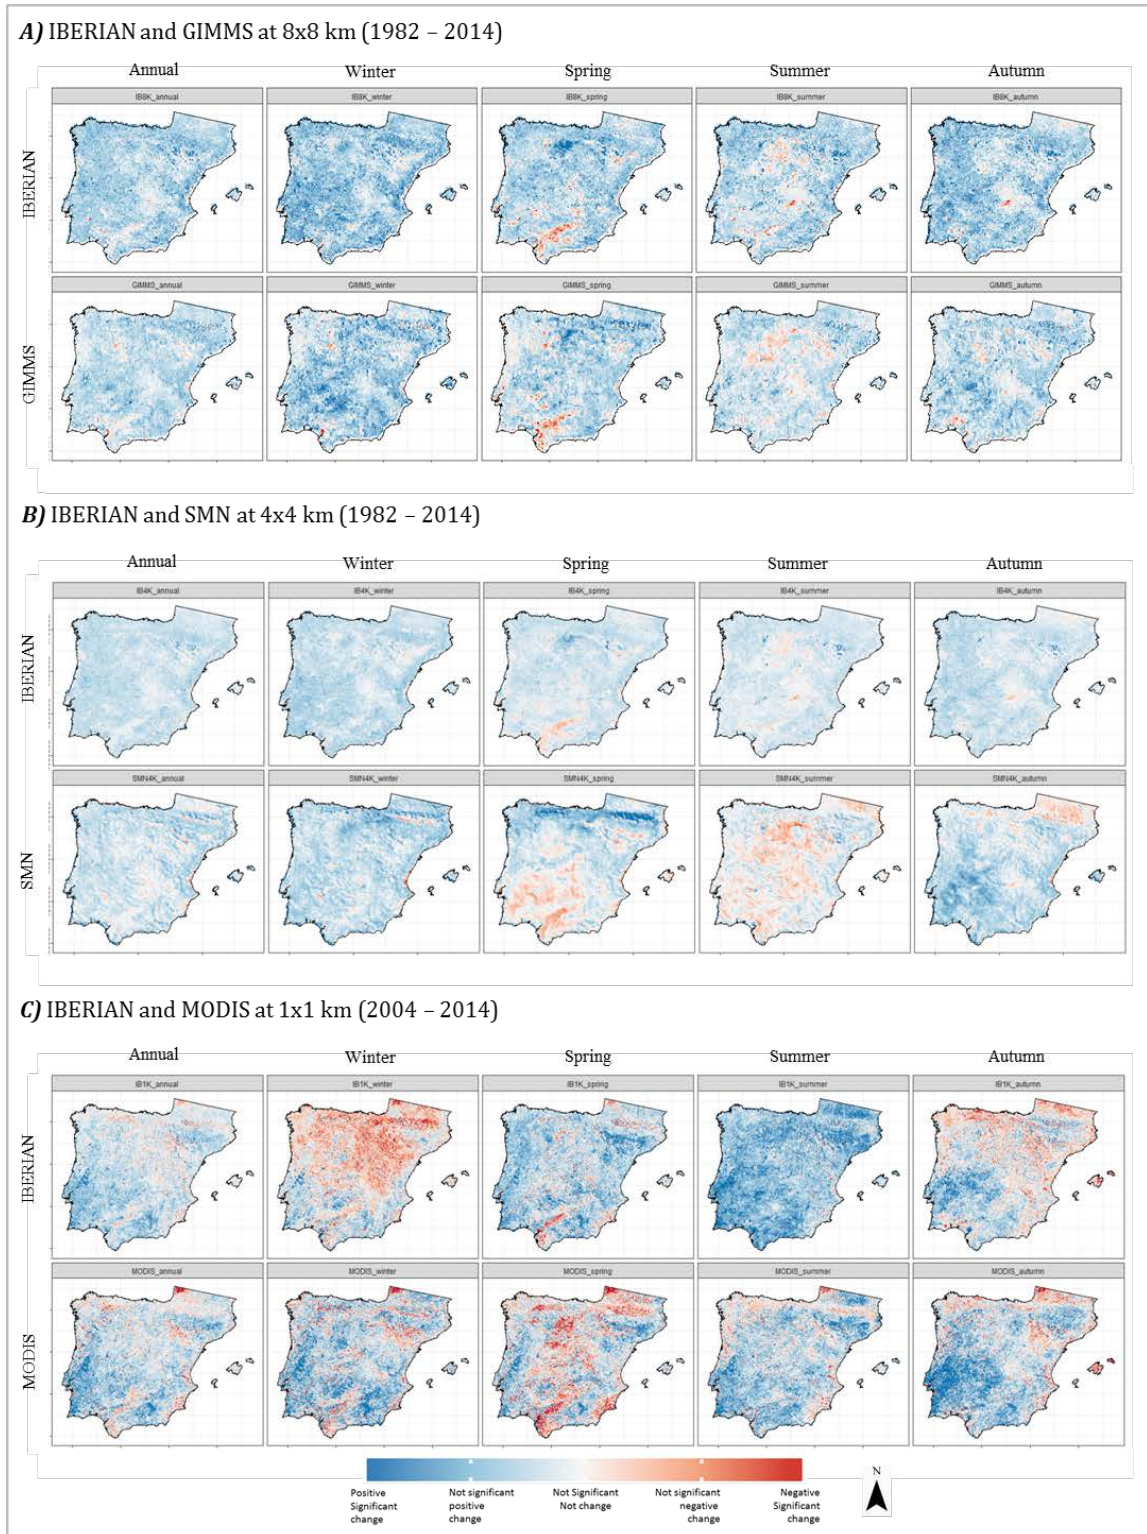 A) IBERIAN and GIMMS at 8x8 km (1982 – 2014)
Annual Winter Spring Summer Autumn
IB8K_annual IB8K_winter IB8K_spring IB8K_summer IB8K_autumn
IBERIAN
GIMMS_annual GIMMS_winter GIMMS_spring GIMMS_summer GIMMS_autumn
GIMMS
B) IBERIAN and SMN at 4x4 km (1982 – 2014)
Annual Winter Spring Summer Autumn
IB4K_annual IB4K_winter IB4K_spring IB4K_summer IB4K_autumn
IBERIAN
SMN4K_annual SMN4K_winter SMN4K_spring SMN4K_summer SMN4K_autumn
SMN
C) IBERIAN and MODIS at 1x1 km (2004 – 2014)
Annual Winter Spring Summer Autumn
IB1K_annual IB1K_winter IB1K_spring IB1K_summer IB1K_autumn
IBERIAN
MODIS_annual MODIS_winter MODIS_spring MODIS_summer MODIS_autumn
MODIS
Positive
Significant
change
Not significant
positive
change
Not Significant
Not change
Not significant
negative
change
Negative
Significant
change
N